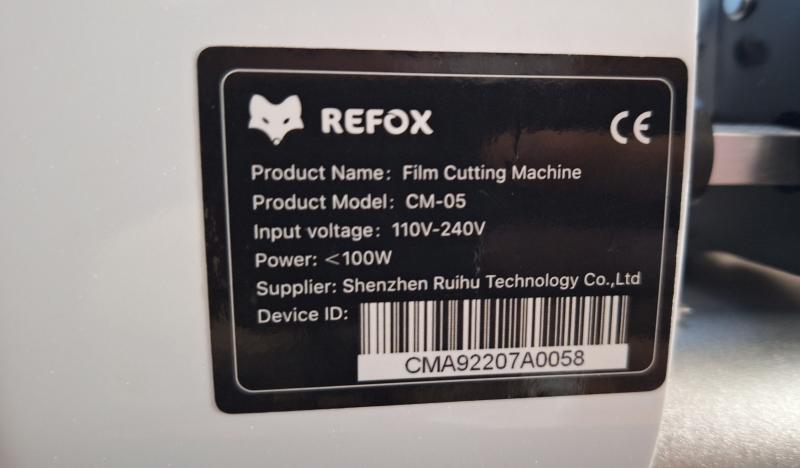 REFOX
CE
Product Name: Film Cutting Machine
Product Model: CM-05
Input voltage: 110V-240V
Power: <100W
Supplier: Shenzhen Ruihu Technology Co.,Ltd
Device ID:
CMA92207A0058